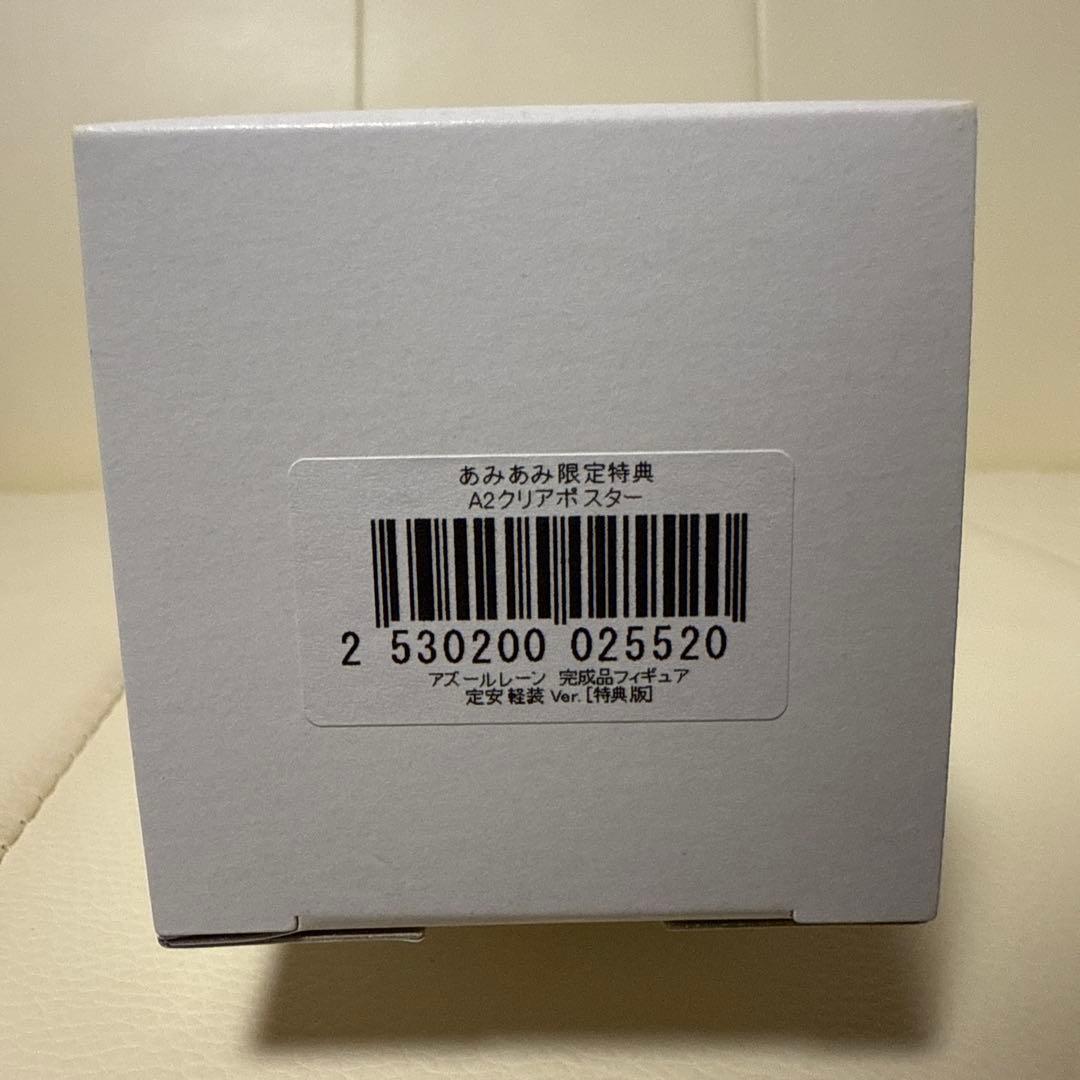 あみあみ限定特典
A2クリアポスター
2 530200 025520
アズールレーン 完成品フィギュア
定安 軽装 Ver. [特典版]